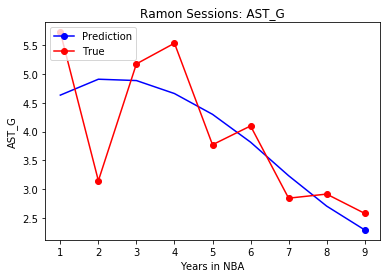 Ramon Sessions: AST_G
Prediction
True
5.5
5.0
4.5
4.0
3.5
3.0
2.5
AST_G
1 2 3 4 5 6 7 8 9
Years in NBA